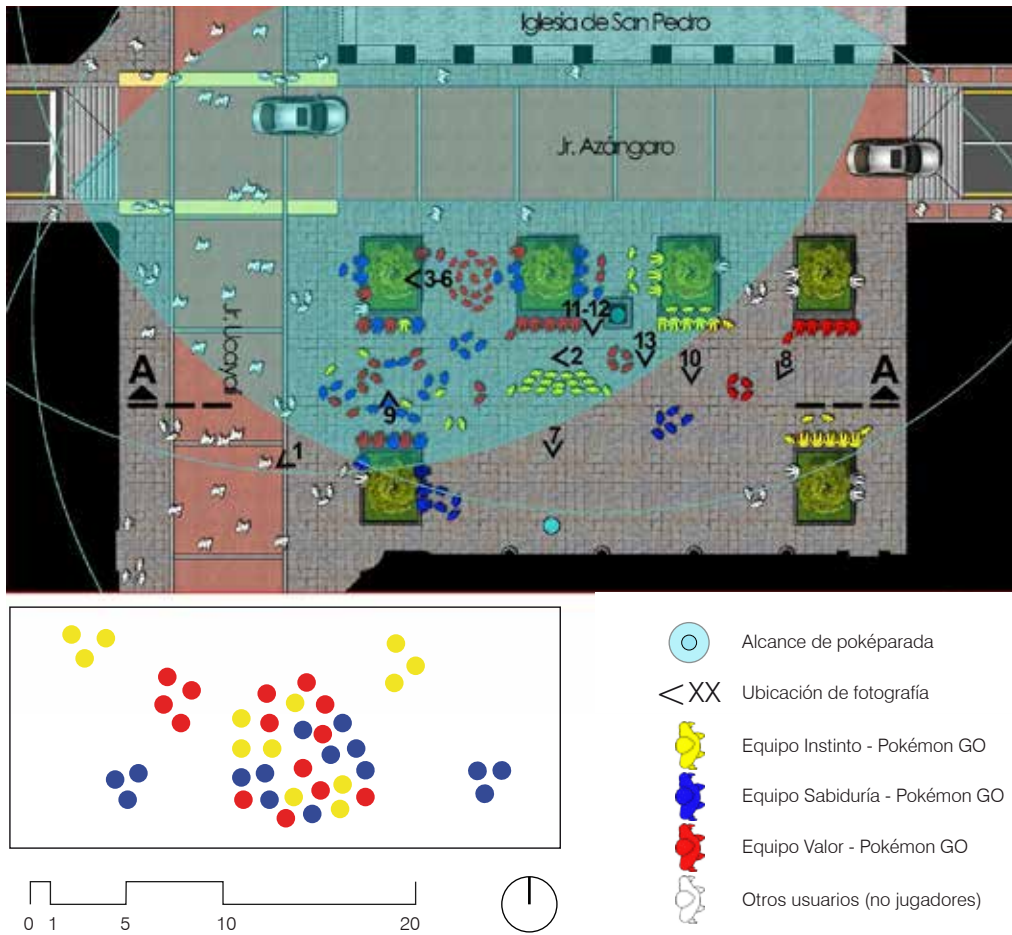 Iglesia de San Pedro
Jr. Azángaro
Jr. Ucayali
3-6
11-12
2
13
10
8
A
A
9
7
1
Alcance de poképarada
<XX Ubicación de fotografía
Equipo Instinto - Pokémon GO
Equipo Sabiduría - Pokémon GO
Equipo Valor - Pokémon GO
Otros usuarios (no jugadores)
0 1 5 10 20